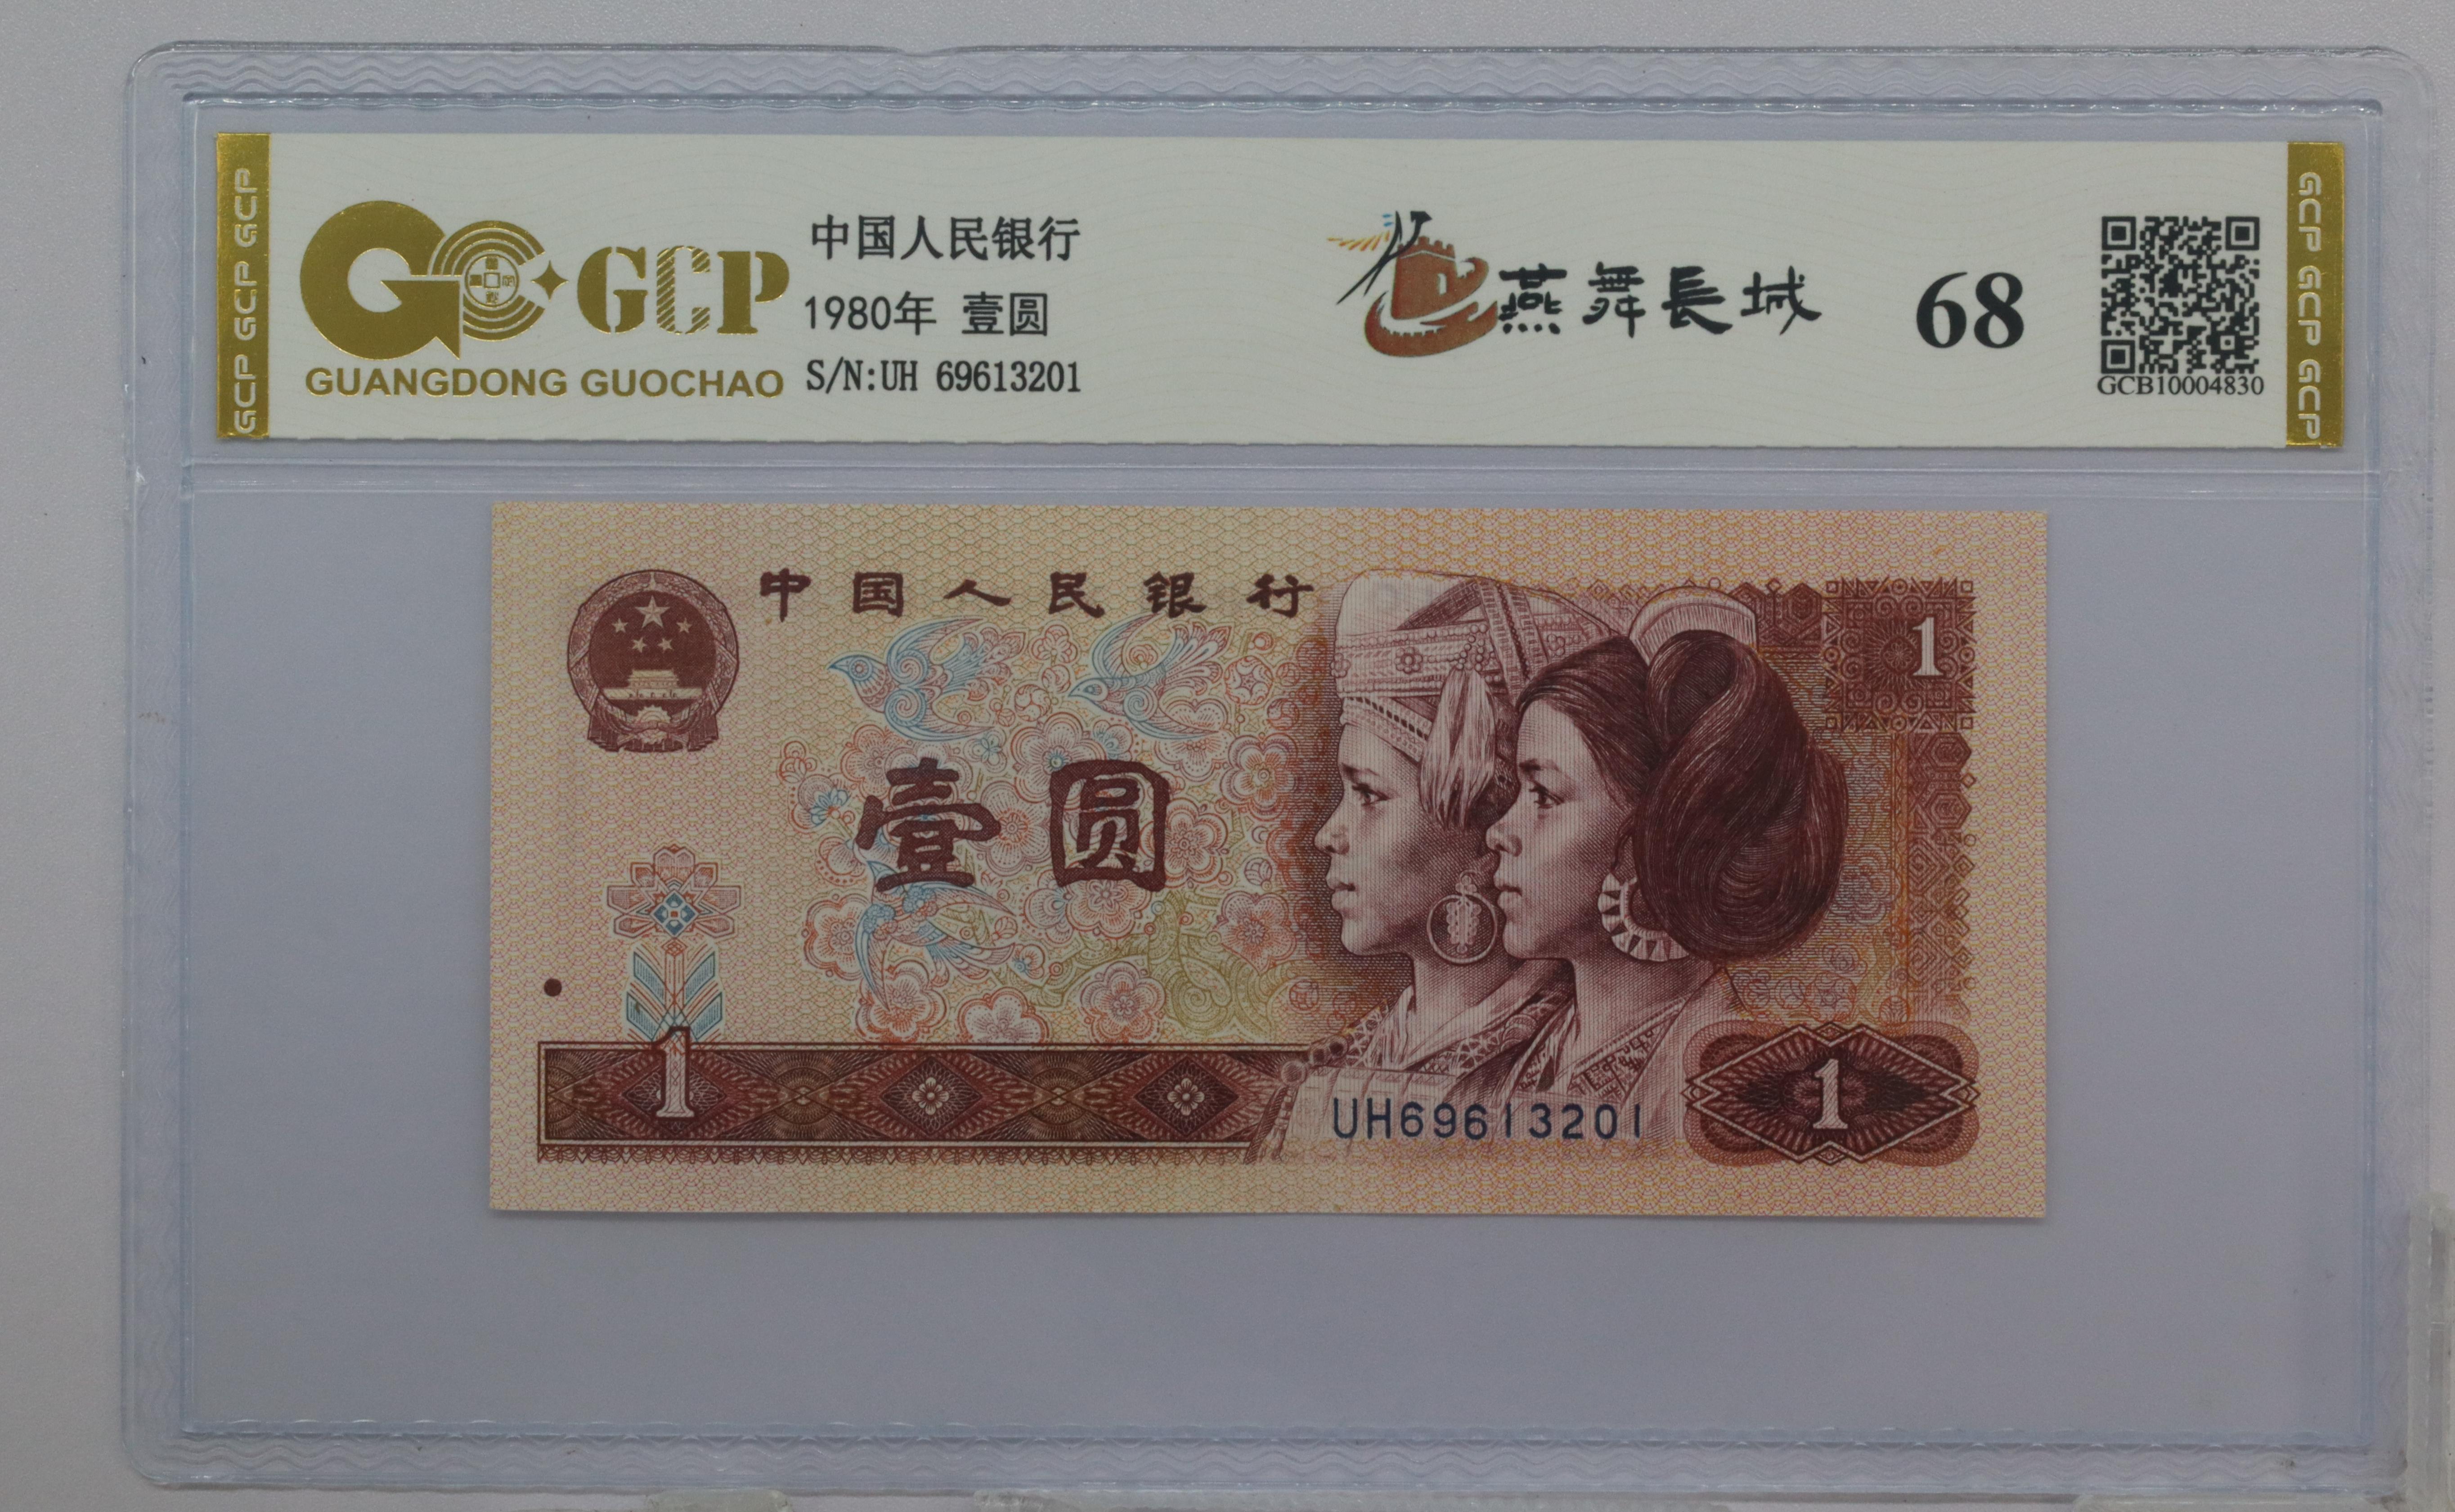 GCP GCP GCP
GCP
GUANGDONG GUOCHAO
中国人民银行
1980年 壹圆
S/N:UH 69613201
燕舞長城
68
GCB10004830
GCP GCP GCP
中国人民银行
1
壹圆
1
UH69613201
1